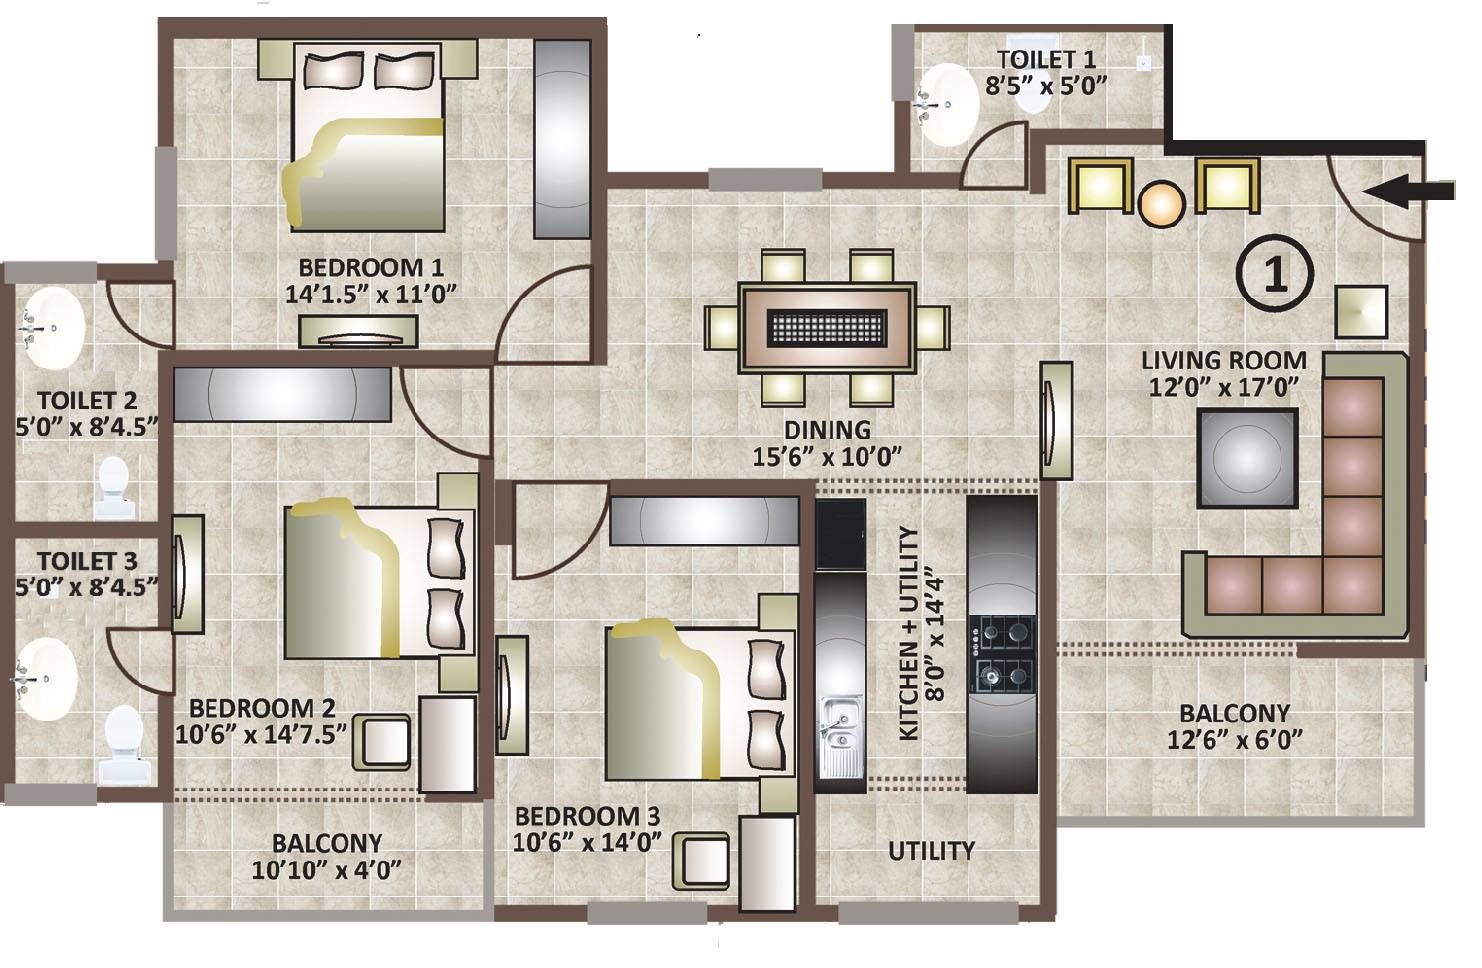 TOILET 1
8’5” x 5’0”
BEDROOM 1
14’1.5” x 11’0”
1
LIVING ROOM
12’0” x 17’0”
TOILET 2
5’0” x 8’4.5”
DINING
15’6” x 10’0”
TOILET 3
5’0” x 8’4.5”
KITCHEN + UTILITY
8’0” x 14’4”
BEDROOM 2
10’6” x 14’7.5”
BALCONY
12’6” x 6’0”
BEDROOM 3
10’6” x 14’0”
BALCONY
10’10” x 4’0”
UTILITY